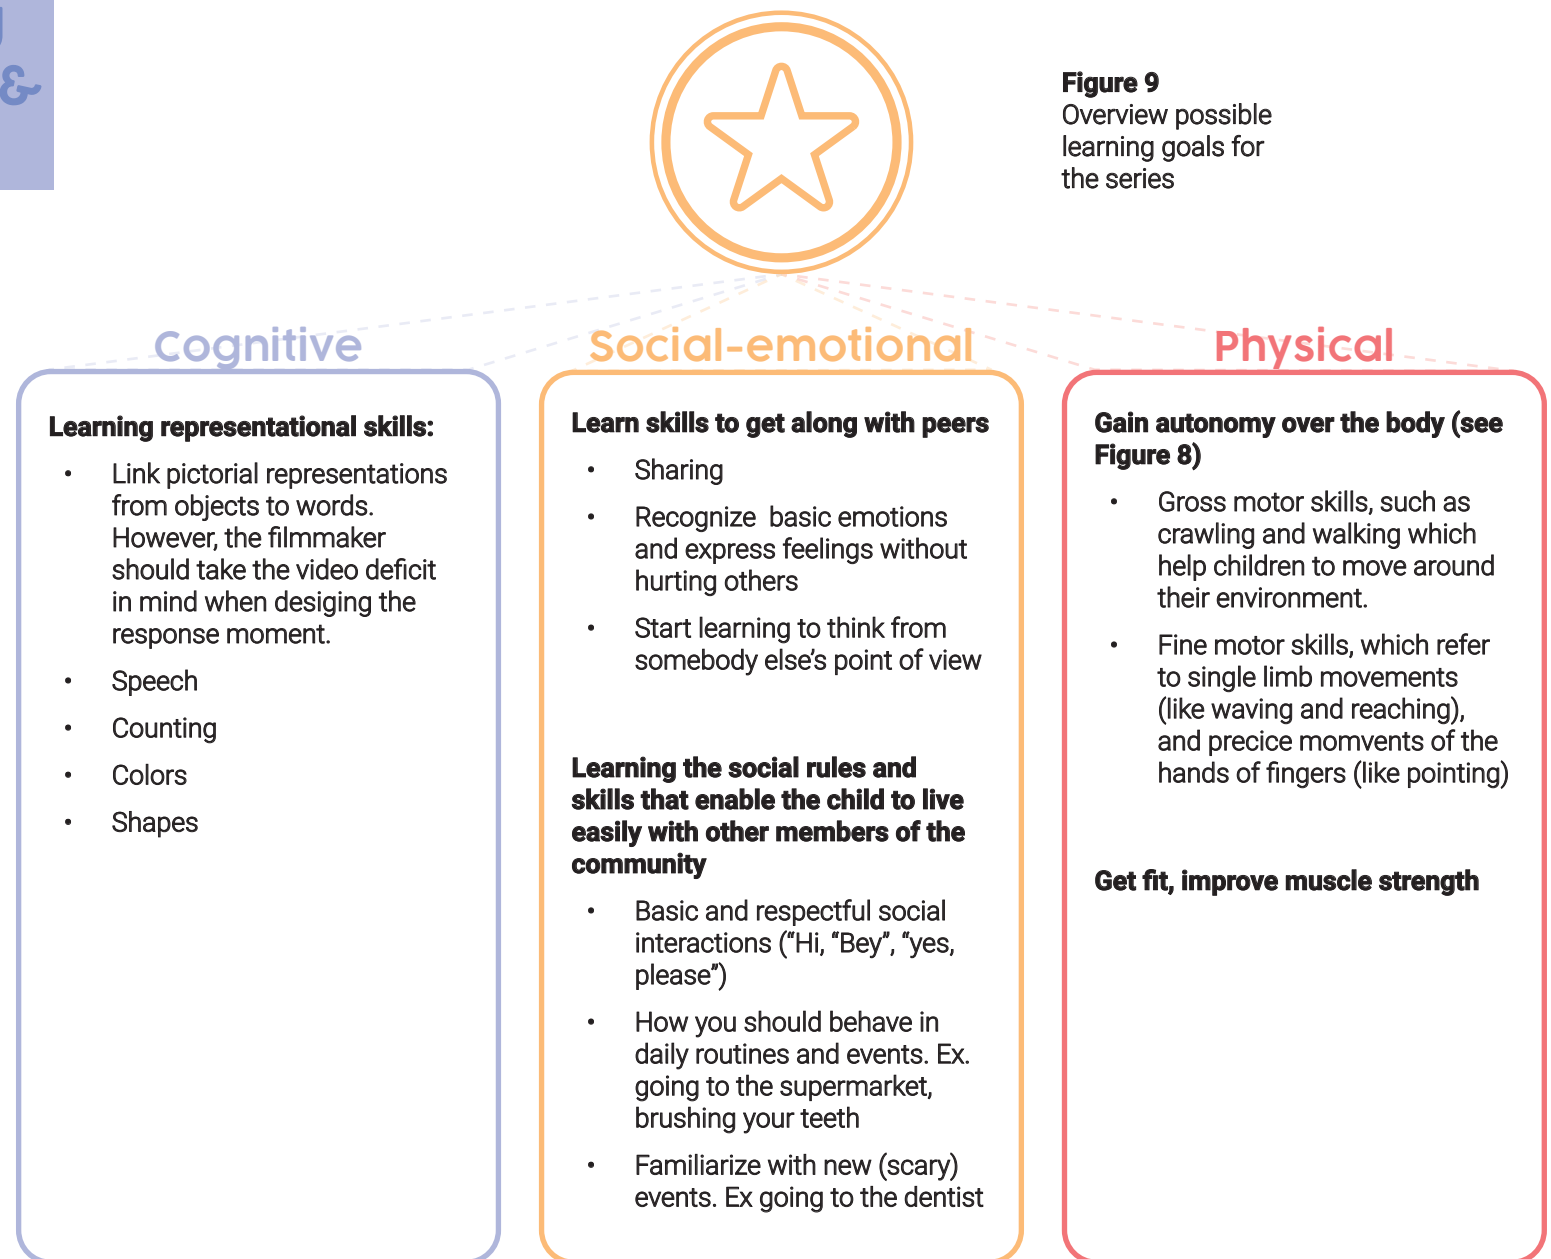 &
Figure 9
Overview possible
learning goals for
the series
Cognitive
Learning representational skills:
• Link pictorial representations
from objects to words.
However, the filmmaker
should take the video deficit
in mind when desiging the
response moment.
• Speech
• Counting
• Colors
• Shapes
Social-emotional
Learn skills to get along with peers
• Sharing
• Recognize  basic emotions
and express feelings without
hurting others
• Start learning to think from
somebody else’s point of view
Learning the social rules and
skills that enable the child to live
easily with other members of the
community
• Basic and respectful social
interactions (“Hi, “Bey”, “yes,
please”)
• How you should behave in
daily routines and events. Ex.
going to the supermarket,
brushing your teeth
• Familiarize with new (scary)
events. Ex going to the dentist
Physical
Gain autonomy over the body (see
Figure 8)
• Gross motor skills, such as
crawling and walking which
help children to move around
their environment.
• Fine motor skills, which refer
to single limb movements
(like waving and reaching),
and precice momvents of the
hands of fingers (like pointing)
Get fit, improve muscle strength